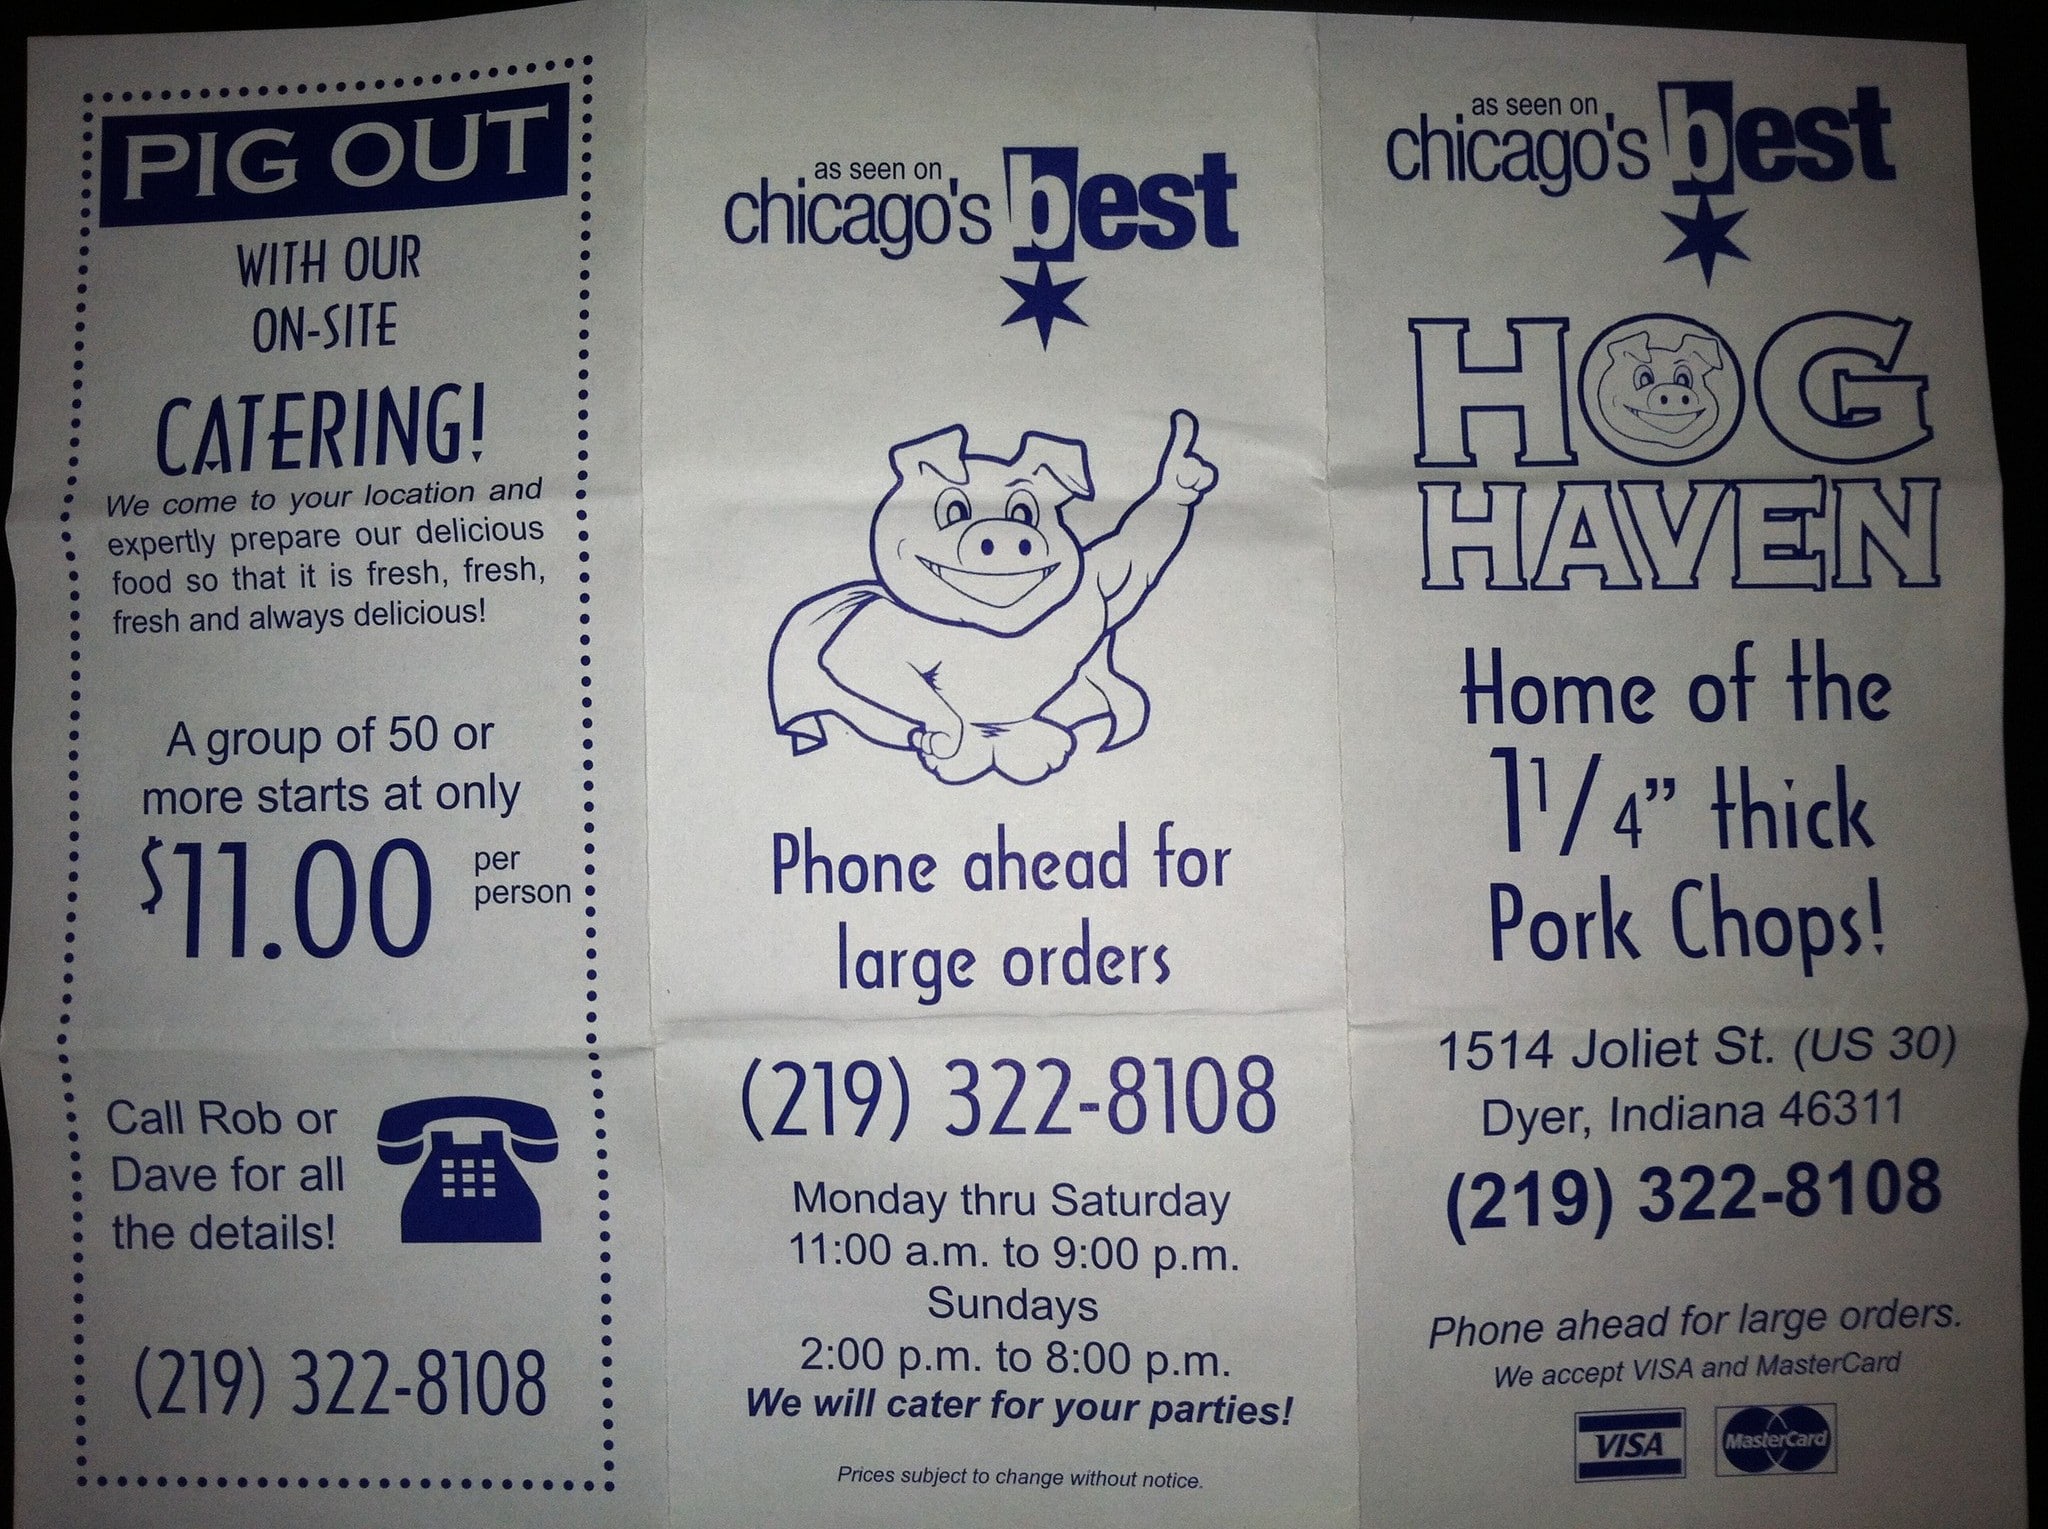 PIG OUT
WITH OUR
ON-SITE
CATERING!
We come to your location and
expertly prepare our delicious
food so that it is fresh, fresh,
fresh and always delicious!
A group of 50 or
more starts at only
$11.00 per
person
Call Rob or
Dave for all
the details!
(219) 322-8108
as seen on
chicago's best
Phone ahead for
large orders
(219) 322-8108
Monday thru Saturday
11:00 a.m. to 9:00 p.m.
Sundays
2:00 p.m. to 8:00 p.m.
We will cater for your parties!
Prices subject to change without notice.
as seen on
chicago's best
HOG
HAVEN
Home of the
1 1/4” thick
Pork Chops!
1514 Joliet St. (US 30)
Dyer, Indiana 46311
(219) 322-8108
Phone ahead for large orders.
We accept VISA and MasterCard
VISA MasterCard